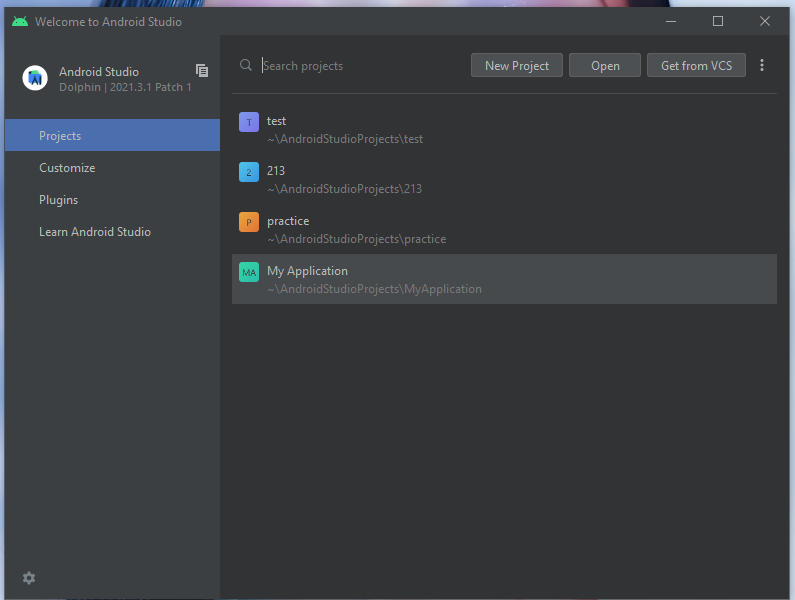 Welcome to Android Studio
Android Studio
Dolphin | 2021.3.1 Patch 1
Projects
Customize
Plugins
Learn Android Studio
Search projects
New Project
Open
Get from VCS
T
test
~\AndroidStudioProjects\test
2
213
~\AndroidStudioProjects\213
P
practice
~\AndroidStudioProjects\practice
MA
My Application
~\AndroidStudioProjects\MyApplication